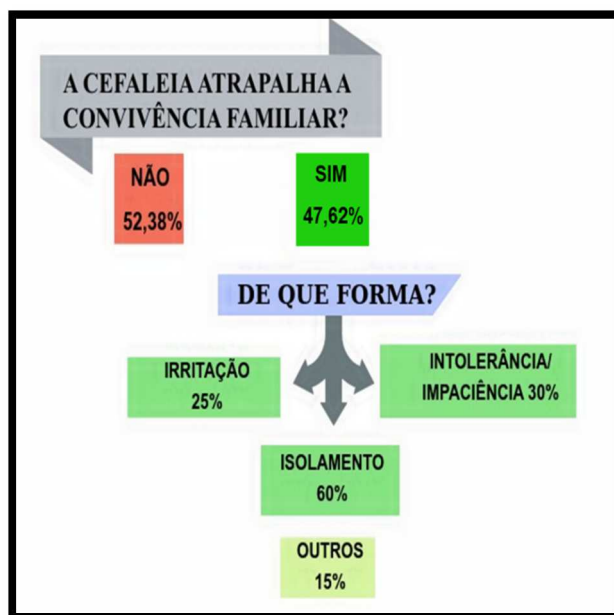 A CEFALEIA ATRAPALHA A
CONVIVÊNCIA FAMILIAR?
NÃO
52,38%
SIM
47,62%
DE QUE FORMA?
IRRITAÇÃO
25%
INTOLERÂNCIA/
IMPACIÊNCIA 30%
ISOLAMENTO
60%
OUTROS
15%